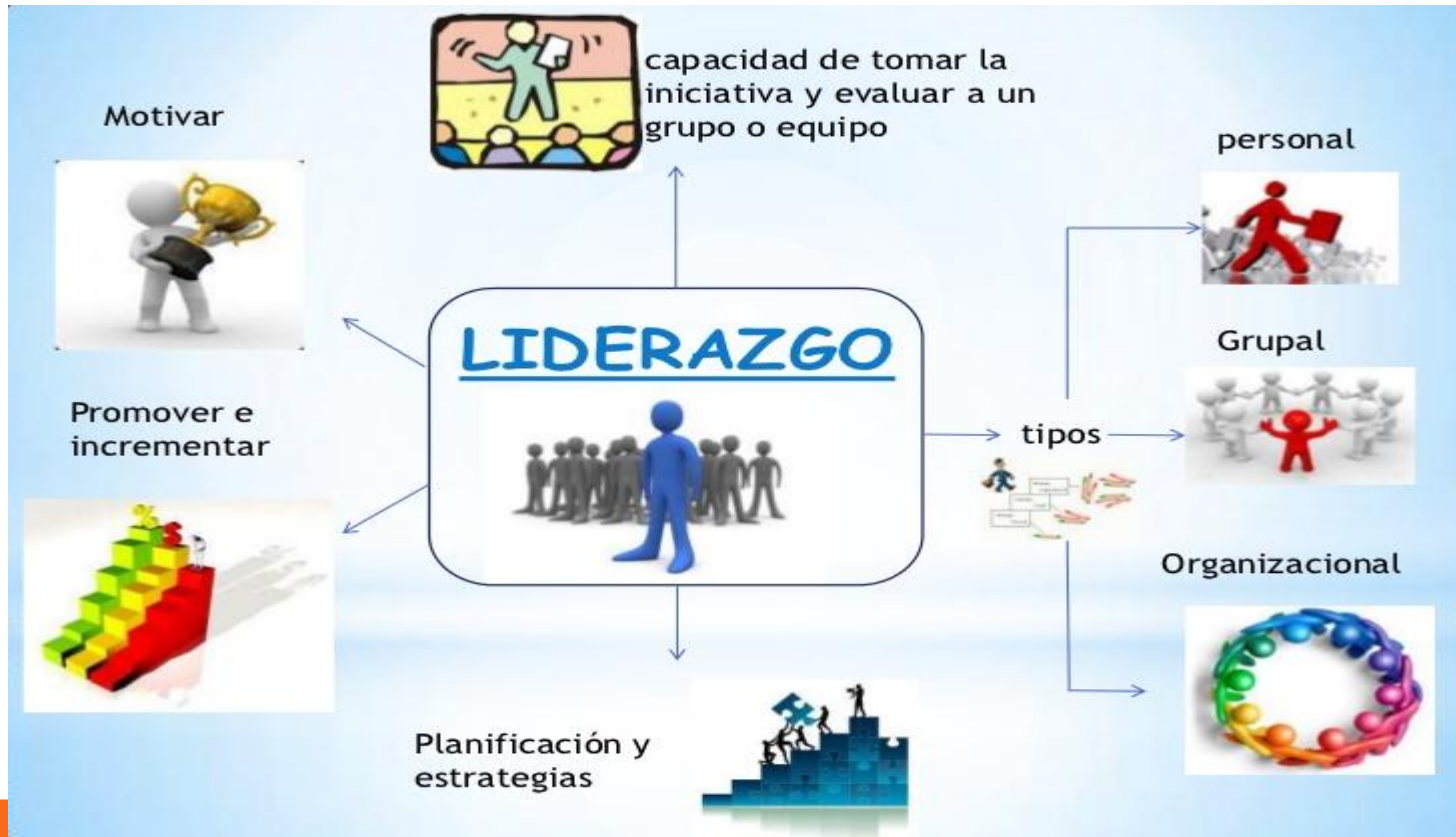 capacidad de tomar la
iniciativa y evaluar a un
grupo o equipo
Motivar
personal
LIDERAZGO
Grupal
Promover e
incrementar
tipos
Organizacional
Planificación y
estrategias